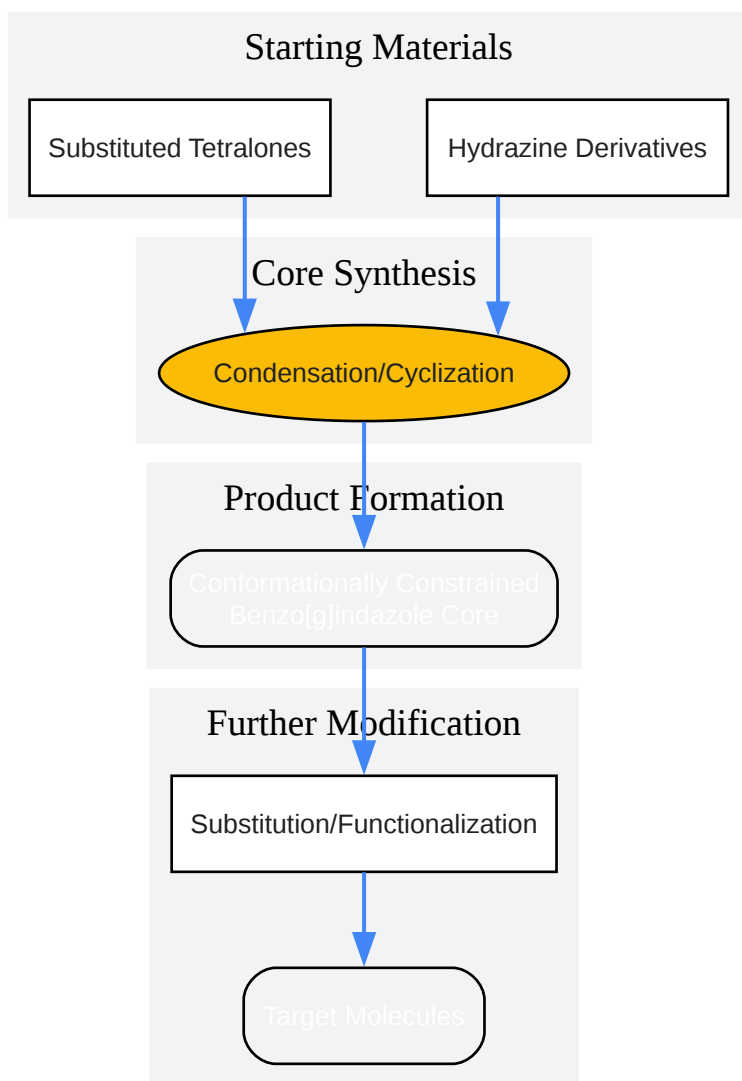 Starting Materials
Substituted Tetralones
Hydrazine Derivatives
Core Synthesis
Condensation/Cyclization
Product Formation
Conformationally Constrained
Benzo[g]indazole Core
Further Modification
Substitution/Functionalization
Target Molecules